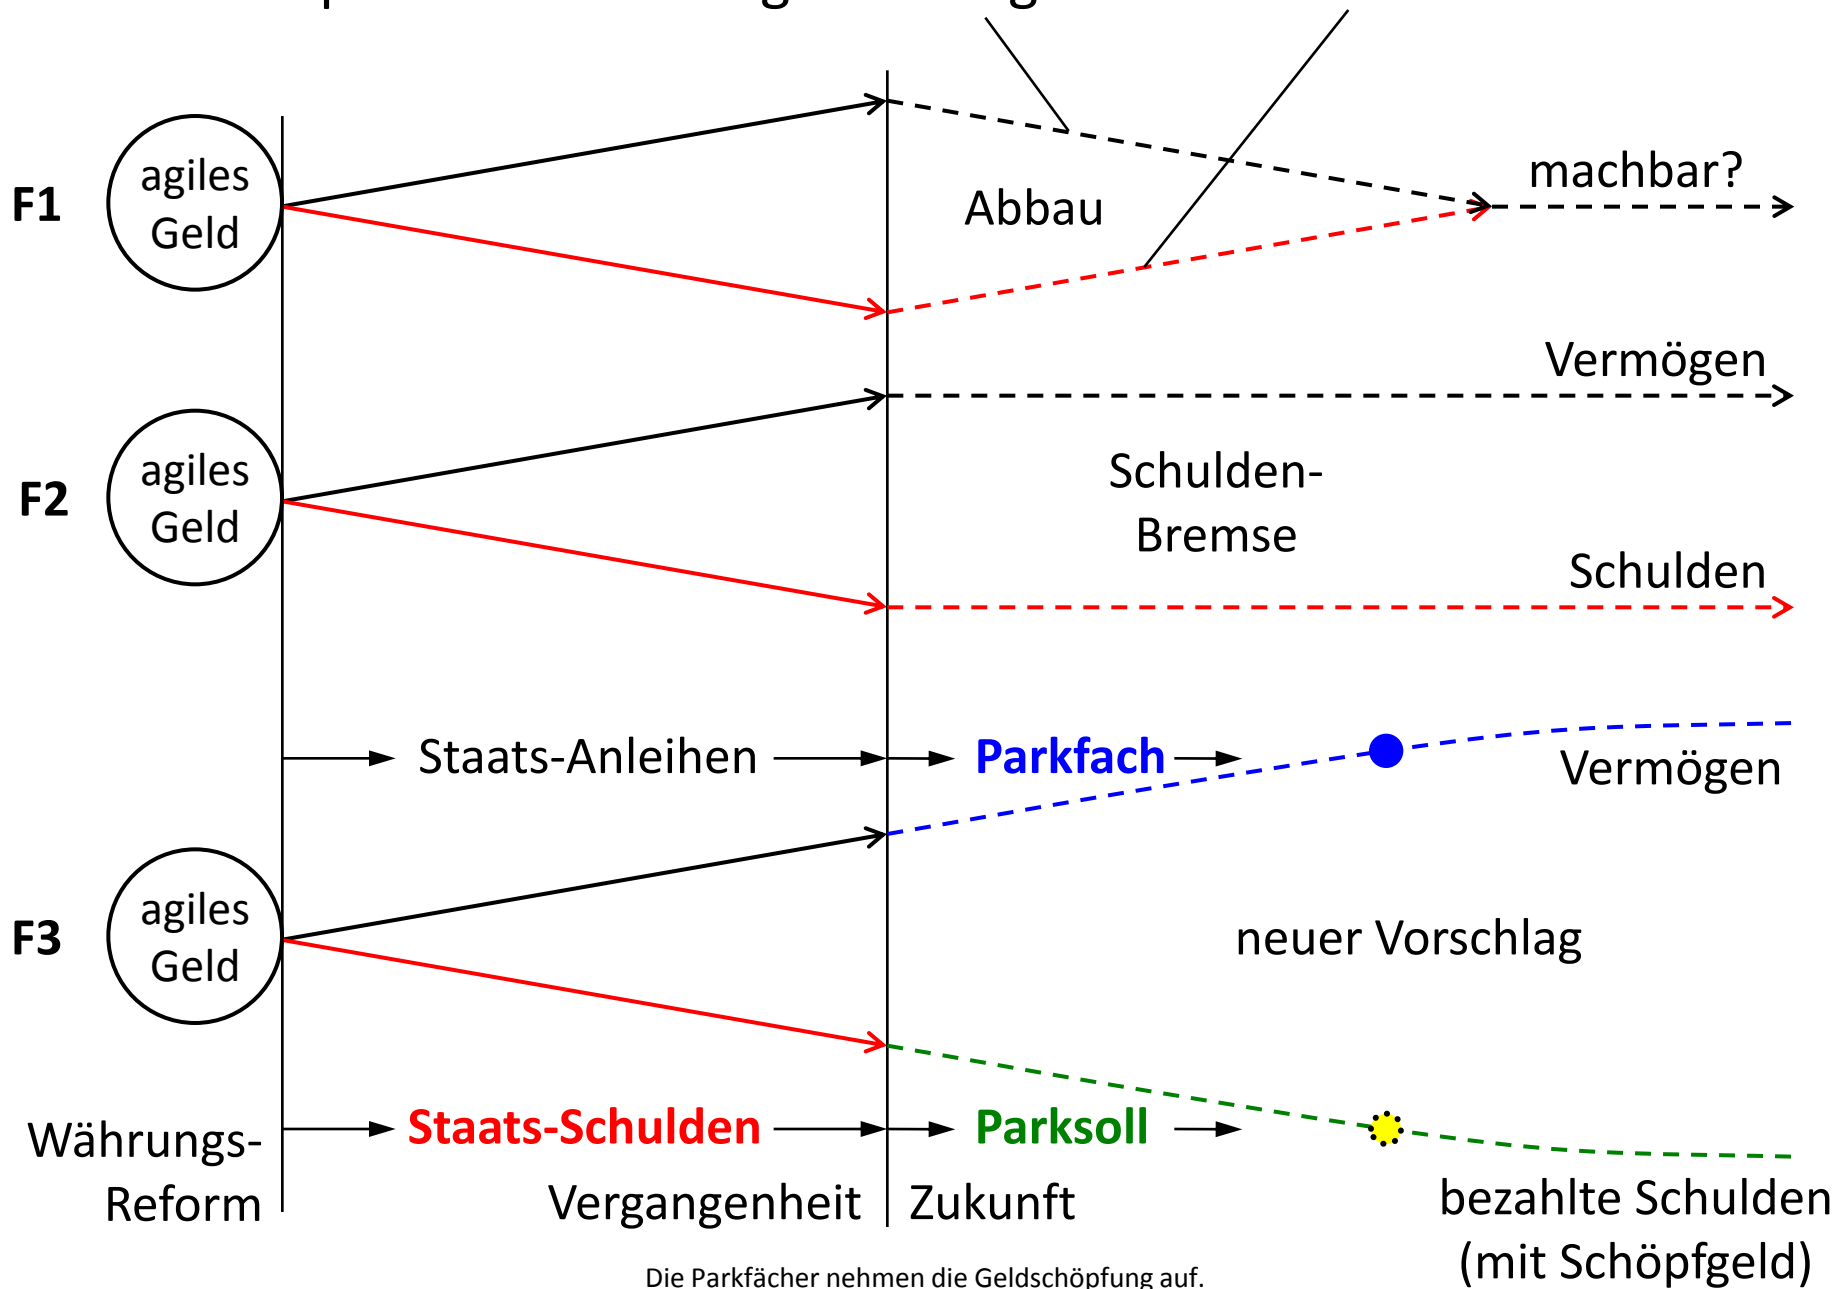 F1
agiles
Geld
Abbau
machbar?
F2
agiles
Geld
Vermögen
Schulden-
Bremse
Schulden
Staats-Anleihen
Parkfach
Vermögen
F3
agiles
Geld
neuer Vorschlag
Währungs-
Reform
Staats-Schulden
Parksoll
Vergangenheit
Zukunft
bezahlte Schulden
(mit Schöpfgeld)
Die Parkfächer nehmen die Geldschöpfung auf.